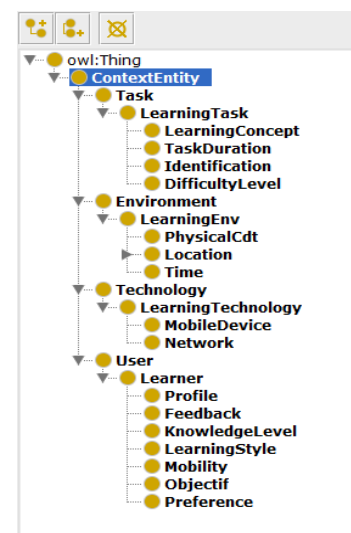 owl:Thing
ContextEntity
Task
LearningTask
LearningConcept
TaskDuration
Identification
DifficultyLevel
Environment
LearningEnv
PhysicalCdt
Location
Time
Technology
LearningTechnology
MobileDevice
Network
User
Learner
Profile
Feedback
KnowledgeLevel
LearningStyle
Mobility
Objectif
Preference